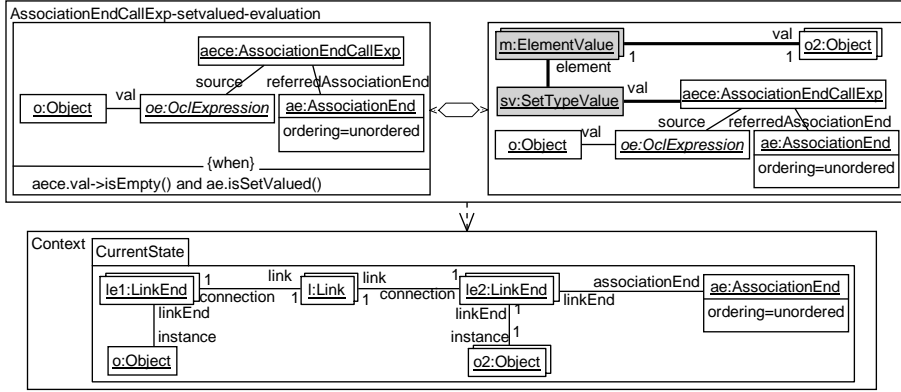 AssociationEndCallExp-setvalued-evaluation
aece:AssociationEndCallExp
source
referredAssociationEnd
o:Object
val
oe:OclExpression
ae:AssociationEnd
ordering=unordered
{when}
aece.val->isEmpty() and ae.isSetValued()
m:ElementValue
1
val
1
o2:Object
element
sv:SetTypeValue
val
aece:AssociationEndCallExp
source
referredAssociationEnd
o:Object
val
oe:OclExpression
ae:AssociationEnd
ordering=unordered
Context
CurrentState
le1:LinkEnd
1
connection
link
1
l:Link
link
1
1
connection
le2:LinkEnd
associationEnd
linkEnd
ae:AssociationEnd
ordering=unordered
linkEnd
instance
o:Object
linkEnd
1
instance
1
o2:Object